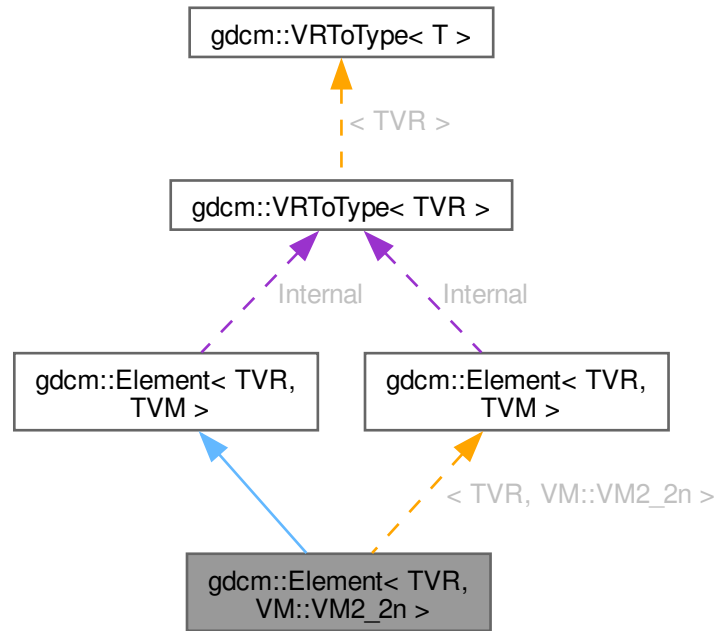 gdcm::VRToType< T >
< TVR >
gdcm::VRToType< TVR >
Internal
Internal
gdcm::Element< TVR,
TVM >
gdcm::Element< TVR,
TVM >
< TVR, VM::VM2_2n >
gdcm::Element< TVR,
VM::VM2_2n >